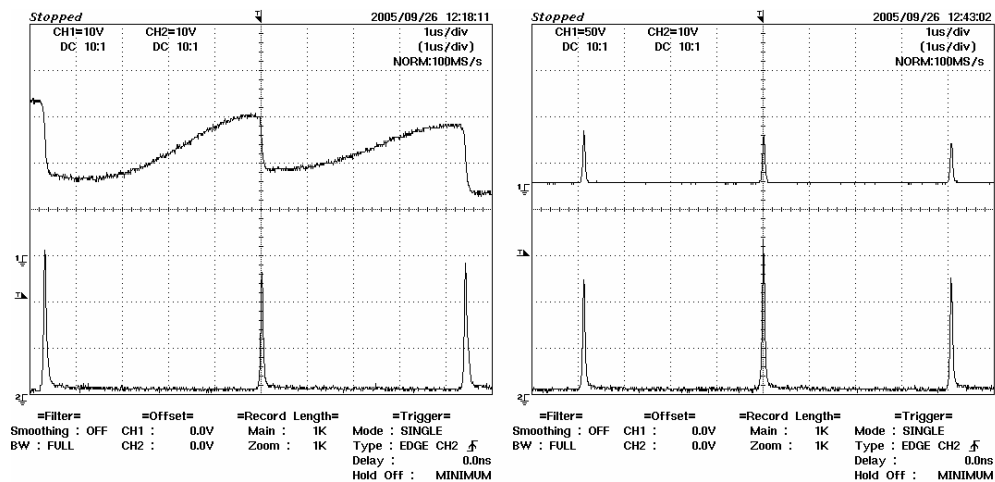 Stopped 2005/09/26 12:18:11
CH1=10V CH2=10V 1us/div
DC 10:1 DC 10:1 (1us/div)
NORM:100MS/s
T
1
T
2
=Filter= =Offset= =Record Length= =Trigger=
Smoothing : OFF CH1 : 0.0V Main : 1K Mode : SINGLE
BW : FULL CH2 : 0.0V Zoom : 1K Type : EDGE CH2
Delay : 0.0ns
Hold Off : MINIMUM
Stopped 2005/09/26 12:43:02
CH1=50V CH2=10V 1us/div
DC 10:1 DC 10:1 (1us/div)
NORM:100MS/s
T
1
T
2
=Filter= =Offset= =Record Length= =Trigger=
Smoothing : OFF CH1 : 0.0V Main : 1K Mode : SINGLE
BW : FULL CH2 : 0.0V Zoom : 1K Type : EDGE CH2
Delay : 0.0ns
Hold Off : MINIMUM